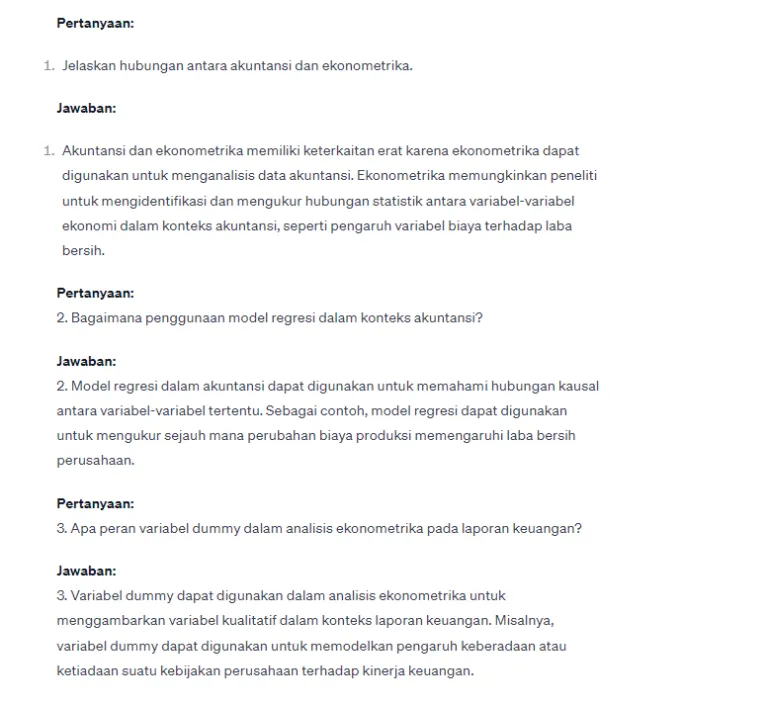 Pertanyaan:
1. Jelaskan hubungan antara akuntansi dan ekonometrika.
Jawaban:
1. Akuntansi dan ekonometrika memiliki keterkaitan erat karena ekonometrika dapat
digunakan untuk menganalisis data akuntansi. Ekonometrika memungkinkan peneliti
untuk mengidentifikasi dan mengukur hubungan statistik antara variabel-variabel
ekonomi dalam konteks akuntansi, seperti pengaruh variabel biaya terhadap laba
bersih.
Pertanyaan:
2. Bagaimana penggunaan model regresi dalam konteks akuntansi?
Jawaban:
2. Model regresi dalam akuntansi dapat digunakan untuk memahami hubungan kausal
antara variabel-variabel tertentu. Sebagai contoh, model regresi dapat digunakan
untuk mengukur sejauh mana perubahan biaya produksi memengaruhi laba bersih
perusahaan.
Pertanyaan:
3. Apa peran variabel dummy dalam analisis ekonometrika pada laporan keuangan?
Jawaban:
3. Variabel dummy dapat digunakan dalam analisis ekonometrika untuk
menggambarkan variabel kualitatif dalam konteks laporan keuangan. Misalnya,
variabel dummy dapat digunakan untuk memodelkan pengaruh keberadaan atau
ketiadaan suatu kebijakan perusahaan terhadap kinerja keuangan.